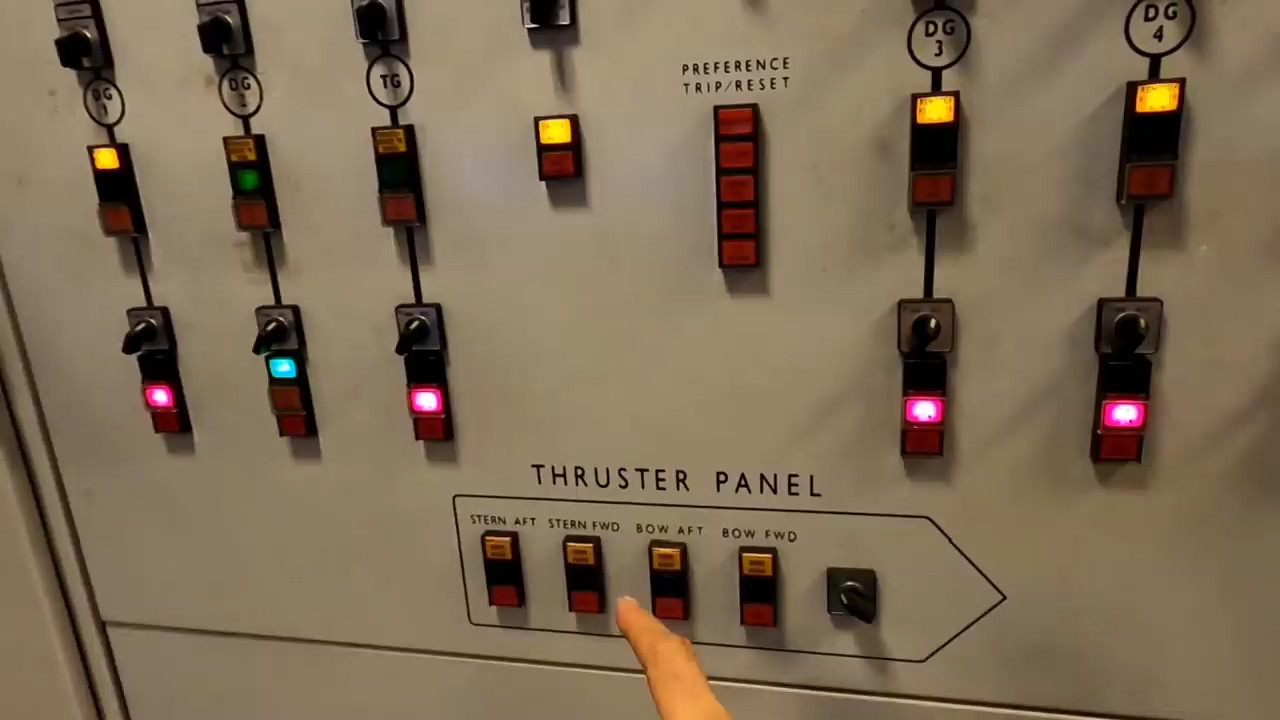 DG
1
DG
2
TG
PREFERENCE
TRIP/RESET
DG
3
DG
4
THRUSTER PANEL
STERN AFT
STERN FWD
BOW AFT
BOW FWD